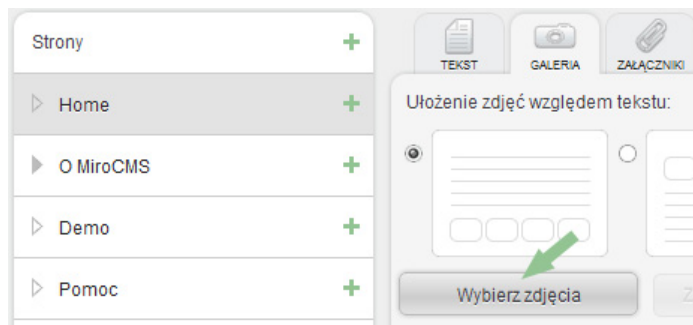 Strony
Home
O MiroCMS
Demo
Pomoc
TEKST
GALERIA
ZAŁĄCZNIKI
Ułożenie zdjęć względem tekstu:
Wybierz zdjęcia
Z